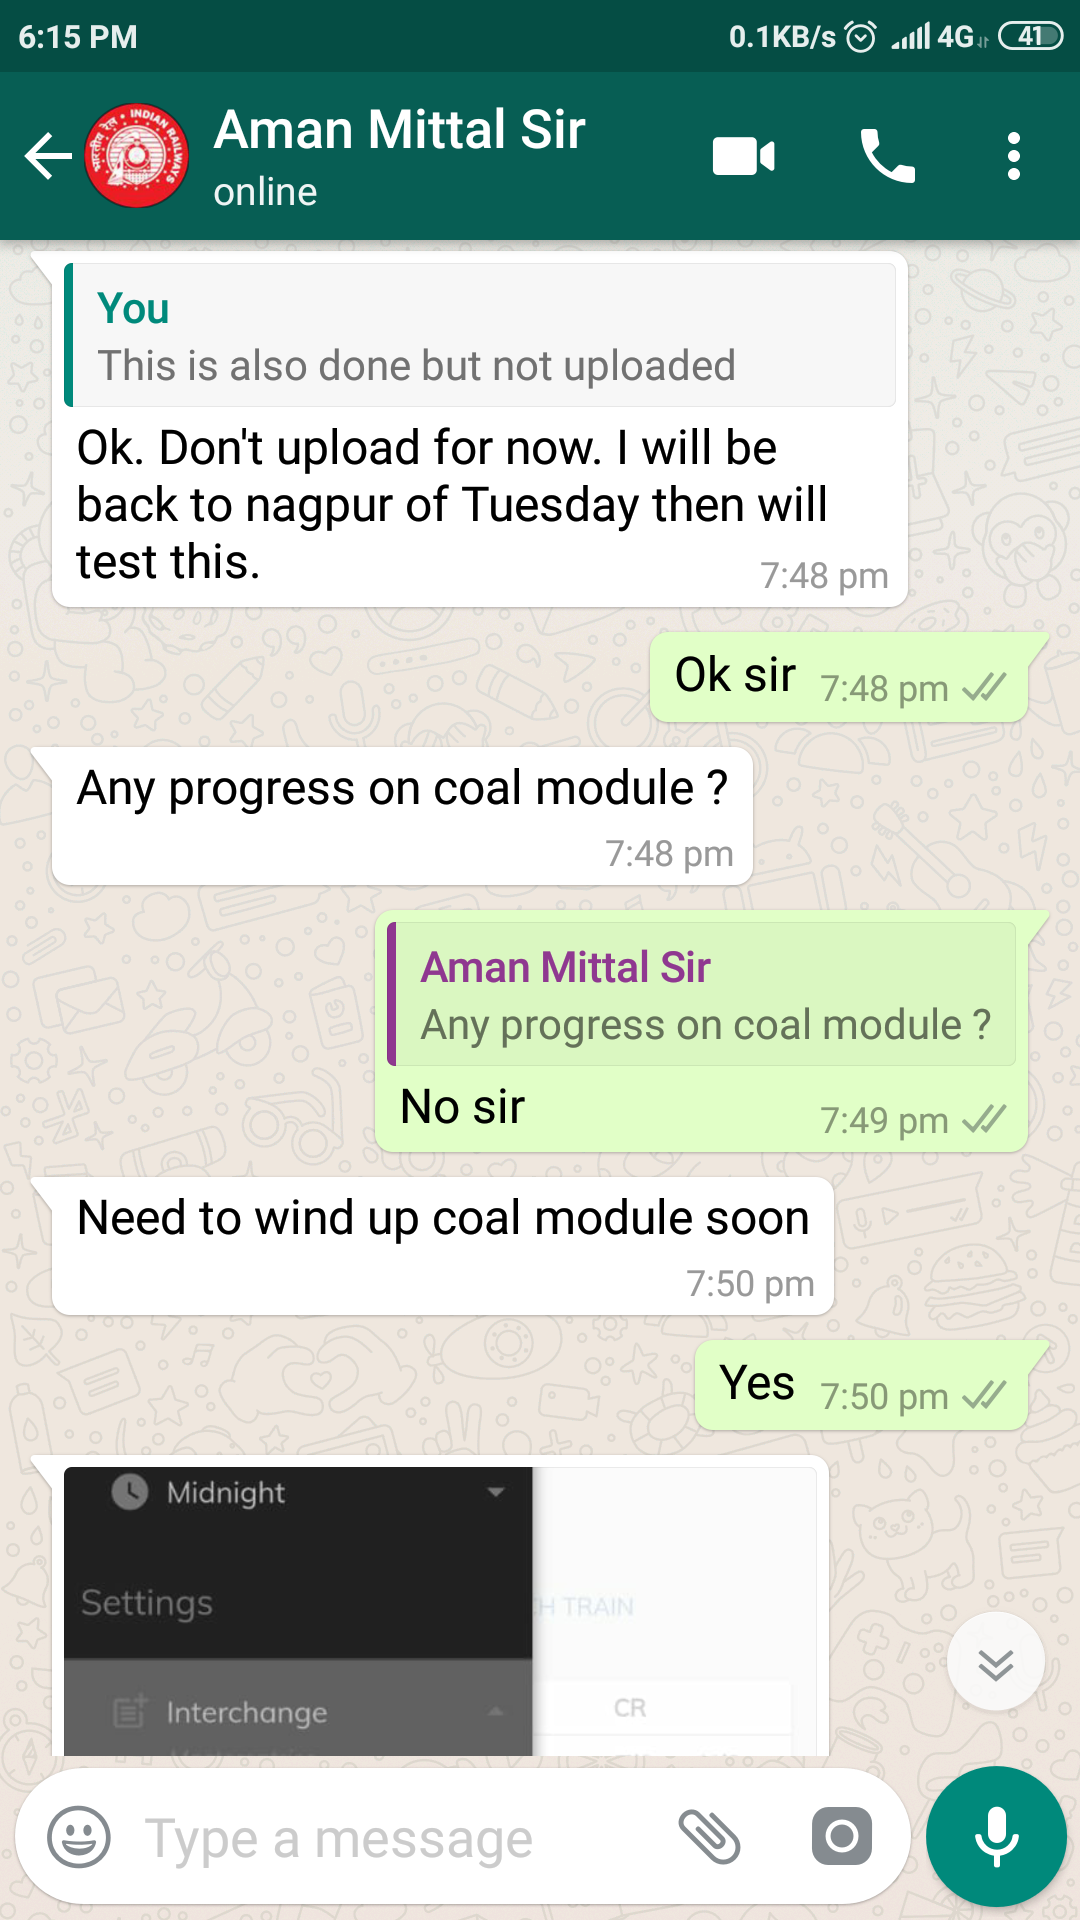 6:15 PM
0.1KB/s 4G 41
Aman Mittal Sir
online
INDIAN RAILWAYS
भारतीय रेल
You
This is also done but not uploaded
Ok. Don't upload for now. I will be
back to nagpur of Tuesday then will
test this.
7:48 pm
Ok sir 7:48 pm
Any progress on coal module ?
7:48 pm
Aman Mittal Sir
Any progress on coal module ?
No sir 7:49 pm
Need to wind up coal module soon
7:50 pm
Yes 7:50 pm
Midnight
Settings
CH TRAIN
Interchange
CR
Type a message